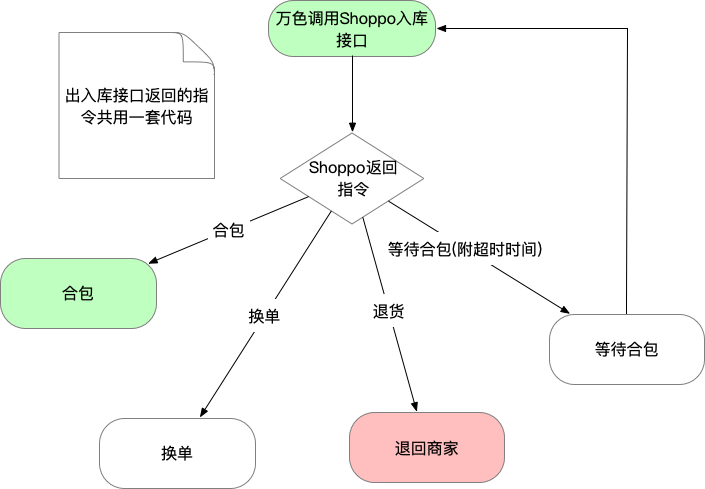 万色调用Shoppo入库
接口
出入库接口返回的指
令共用一套代码
Shoppo返回
指令
合包
等待合包(附超时时间)
合包
换单
退货
等待合包
换单
退回商家